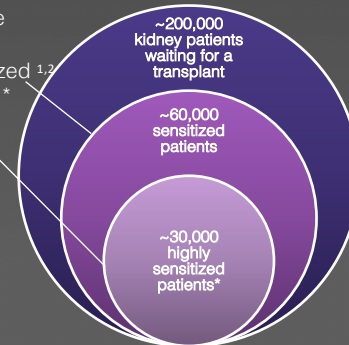 e
zed 1,2
*
~200,000
kidney patients
waiting for a
transplant
~60,000
sensitized
patients
~30,000
highly
sensitized
patients*